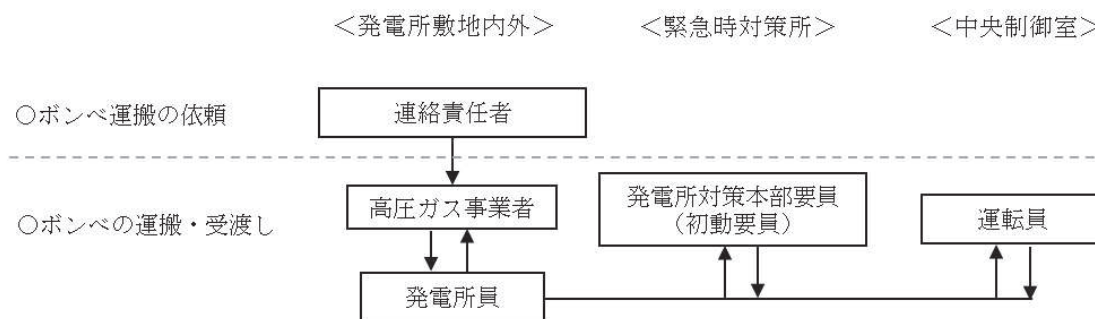 ＜発電所敷地内外＞ ＜緊急時対策所＞ ＜中央制御室＞
○ボンベ運搬の依頼 連絡責任者
○ボンベの運搬・受渡し 高圧ガス事業者 発電所対策本部要員 運転員
（初動要員）
発電所員